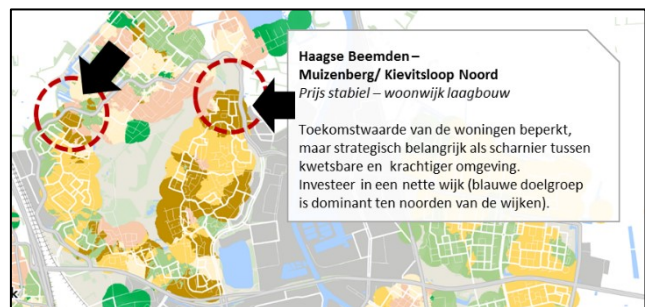 Haagse Beemden –
Muizenberg/ Kievitsloop Noord
Prijs stabiel – woonwijk laagbouw
Toekomstwaarde van de woningen beperkt,
maar strategisch belangrijk als scharnier tussen
kwetsbare en krachtiger omgeving.
Investeer in een nette wijk (blauwe doelgroep
is dominant ten noorden van de wijken).
k